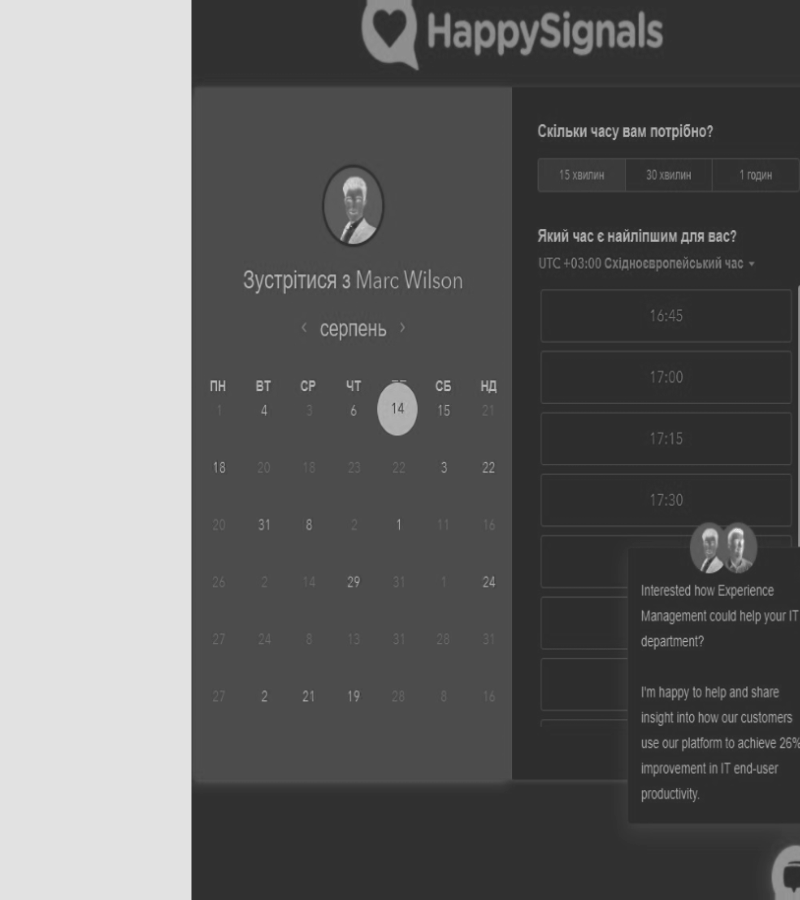 HappySignals
Зустрітися з Marc Wilson
серпень
ПН ВТ СР ЧТ СБ НД
1 4 3 6 14 15 21
18 20 18 23 22 3 22
20 31 8 2 1 11 16
26 2 14 29 31 1 24
27 24 8 13 31 28 31
27 2 21 19 28 8 16
Скільки часу вам потрібно?
15 хвилин 30 хвилин 1 годин
Який час є найліпшим для вас?
UTC +03:00 Східноєвропейський час
16:45
17:00
17:15
17:30
Interested how Experience
Management could help your IT
department?
I'm happy to help and share
insight into how our customers
use our platform to achieve 26%
improvement in IT end-user
productivity.